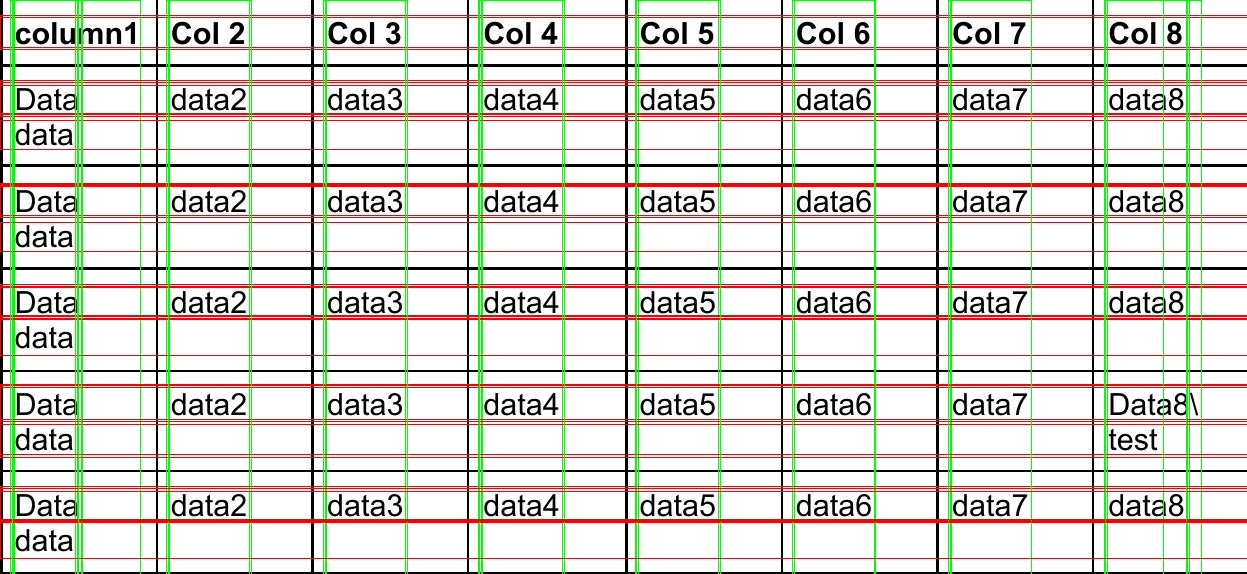 column1 Col 2 Col 3 Col 4 Col 5 Col 6 Col 7 Col 8
Data data2 data3 data4 data5 data6 data7 data8
data
Data data2 data3 data4 data5 data6 data7 data8
data
Data data2 data3 data4 data5 data6 data7 data8
data
Data data2 data3 data4 data5 data6 data7 Data8\
data test
Data data2 data3 data4 data5 data6 data7 data8
data